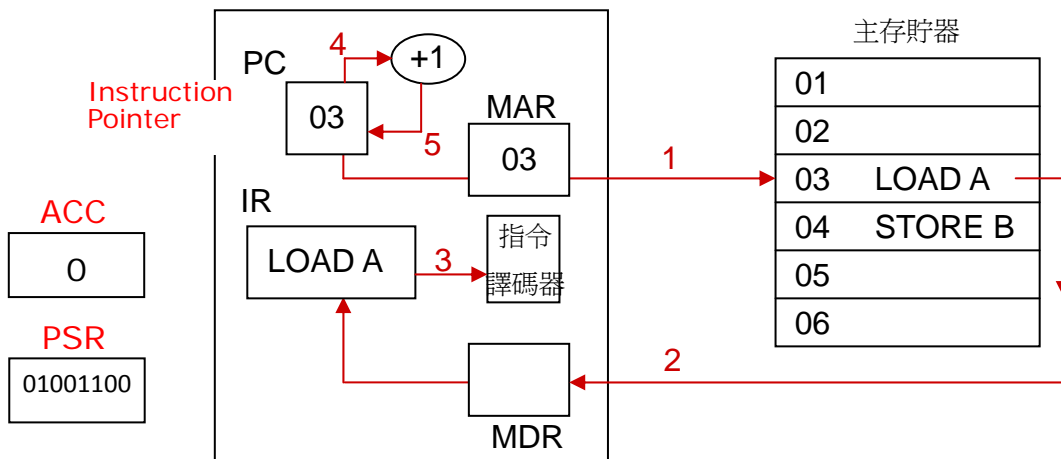 主存貯器
4
+1
PC
Instruction
Pointer
03
5
MAR
03
1
01
02
03 LOAD A
04 STORE B
05
06
ACC
0
IR
LOAD A
3
指令
譯碼器
PSR
01001100
2
MDR